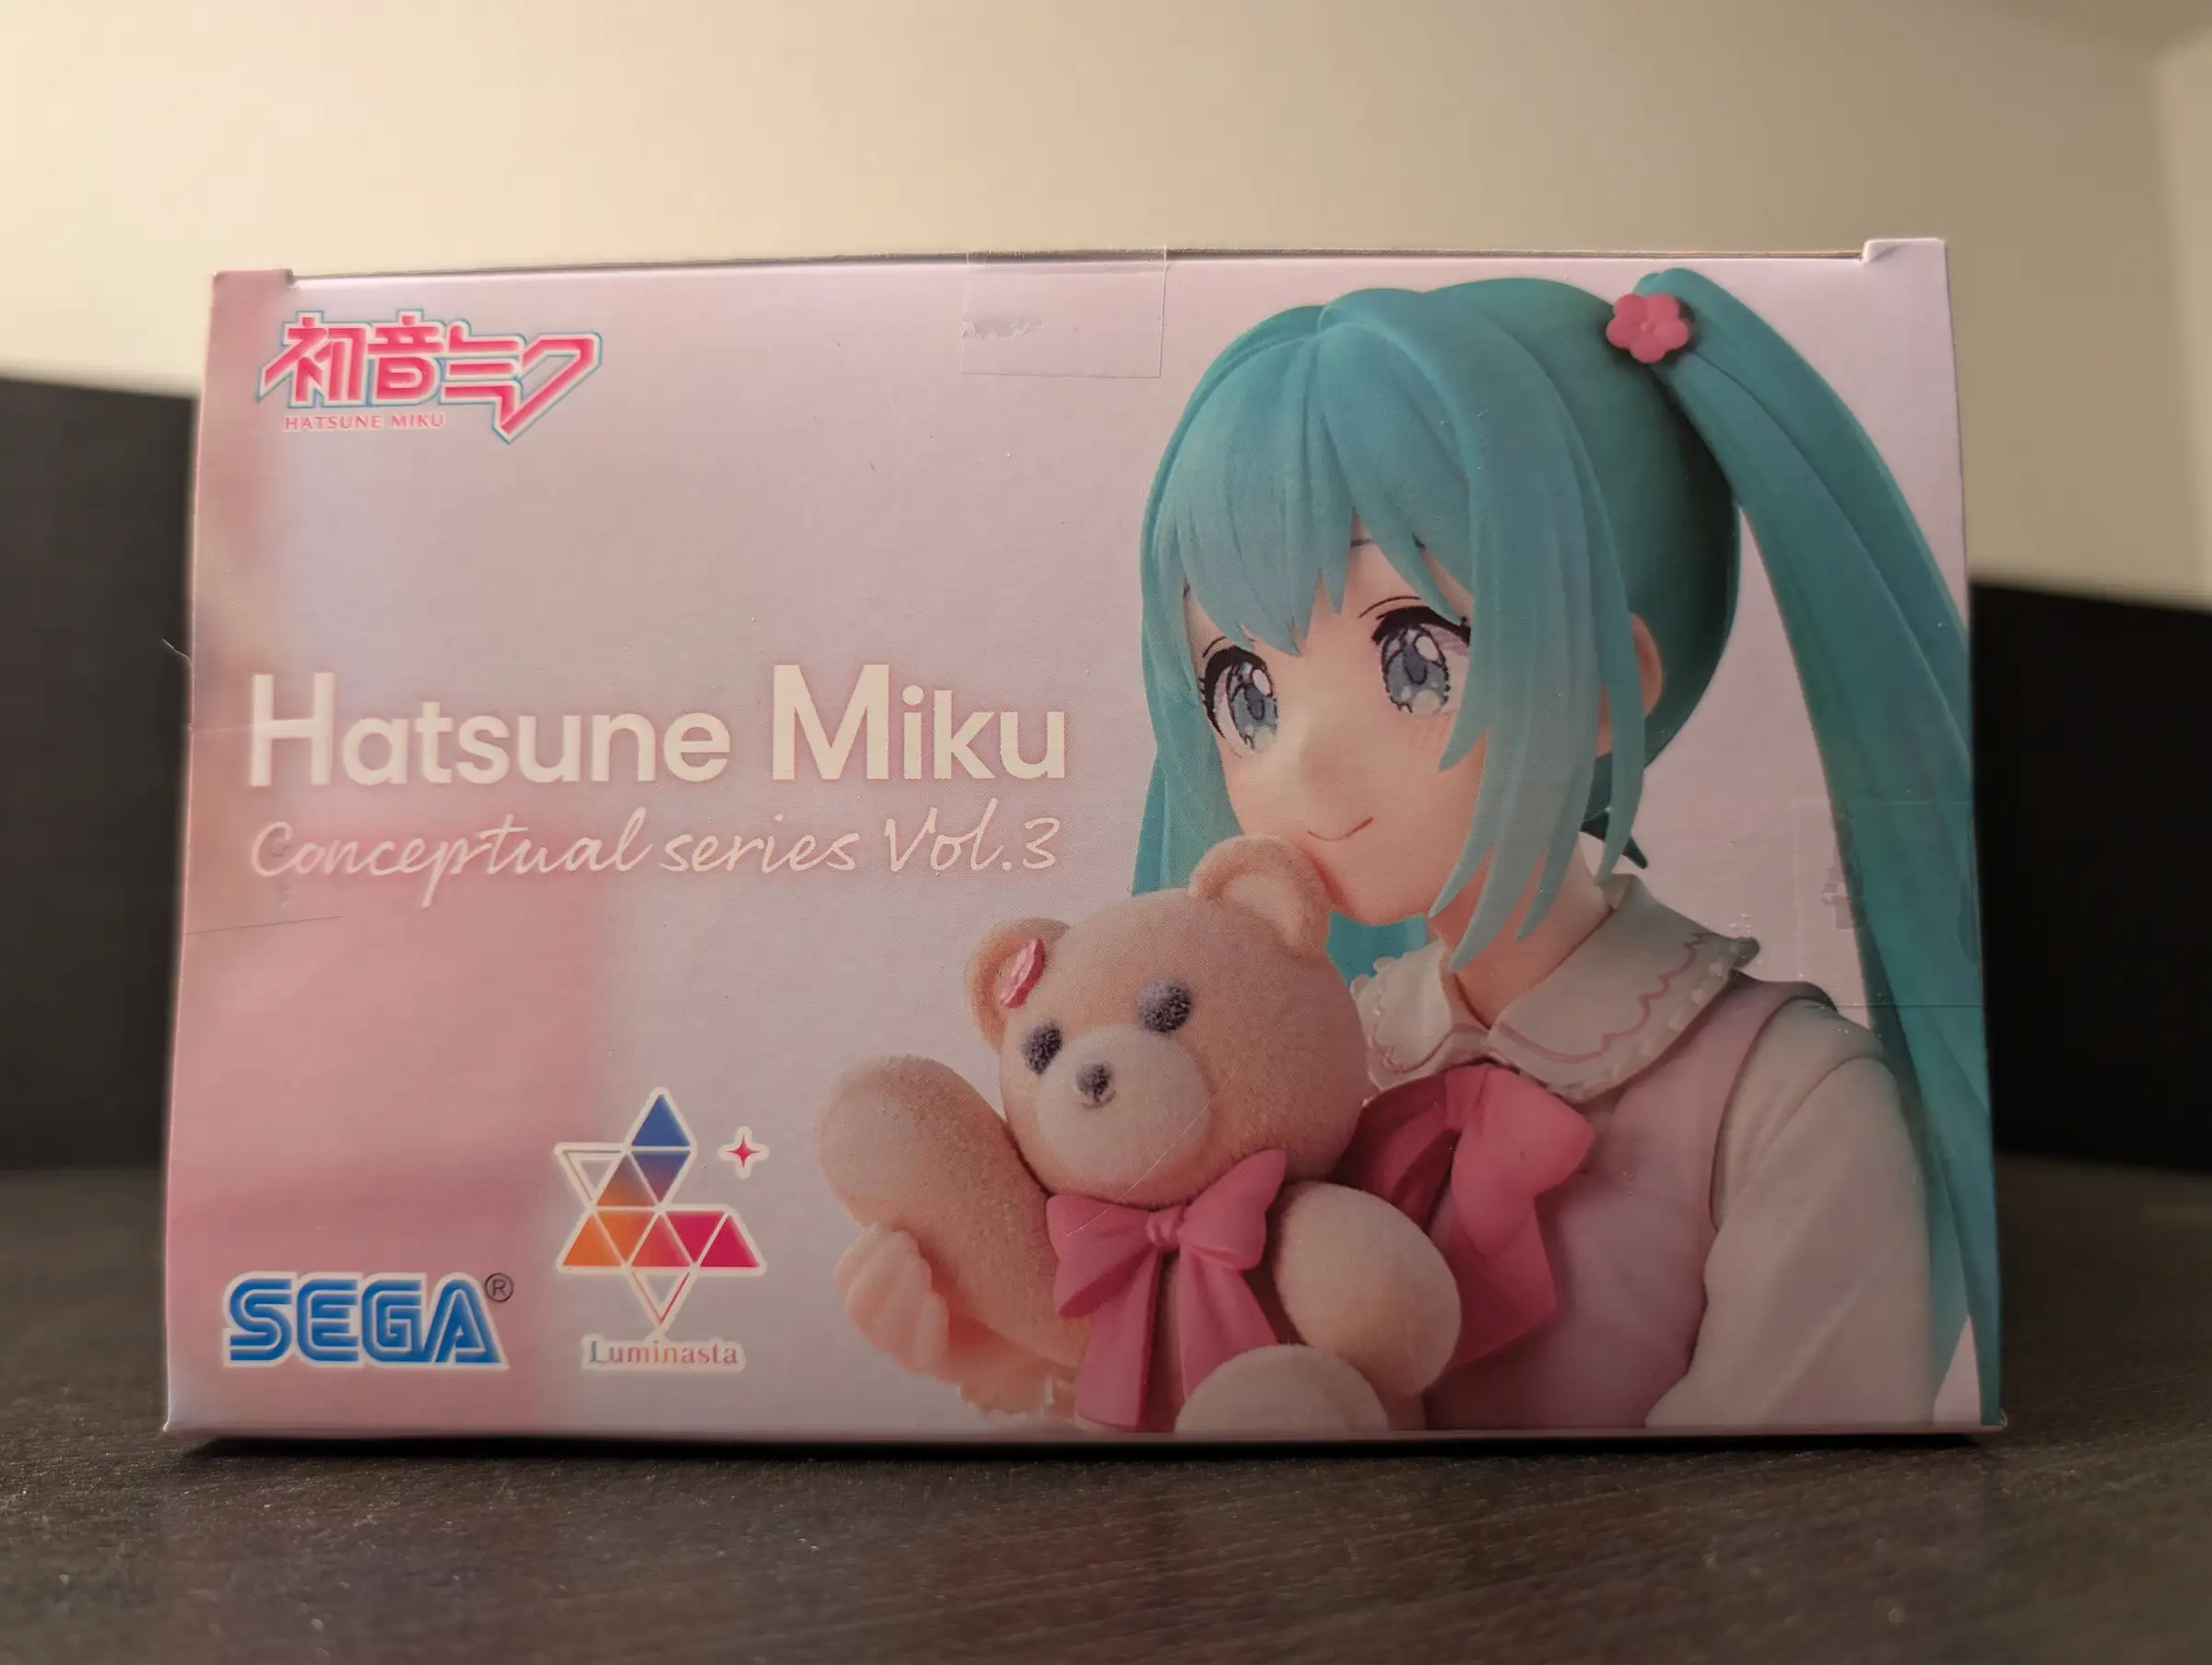 初音ミク
HATSUNE MIKU
Hatsune Miku
Conceptual series Vol.3
SEGA®
Luminasta